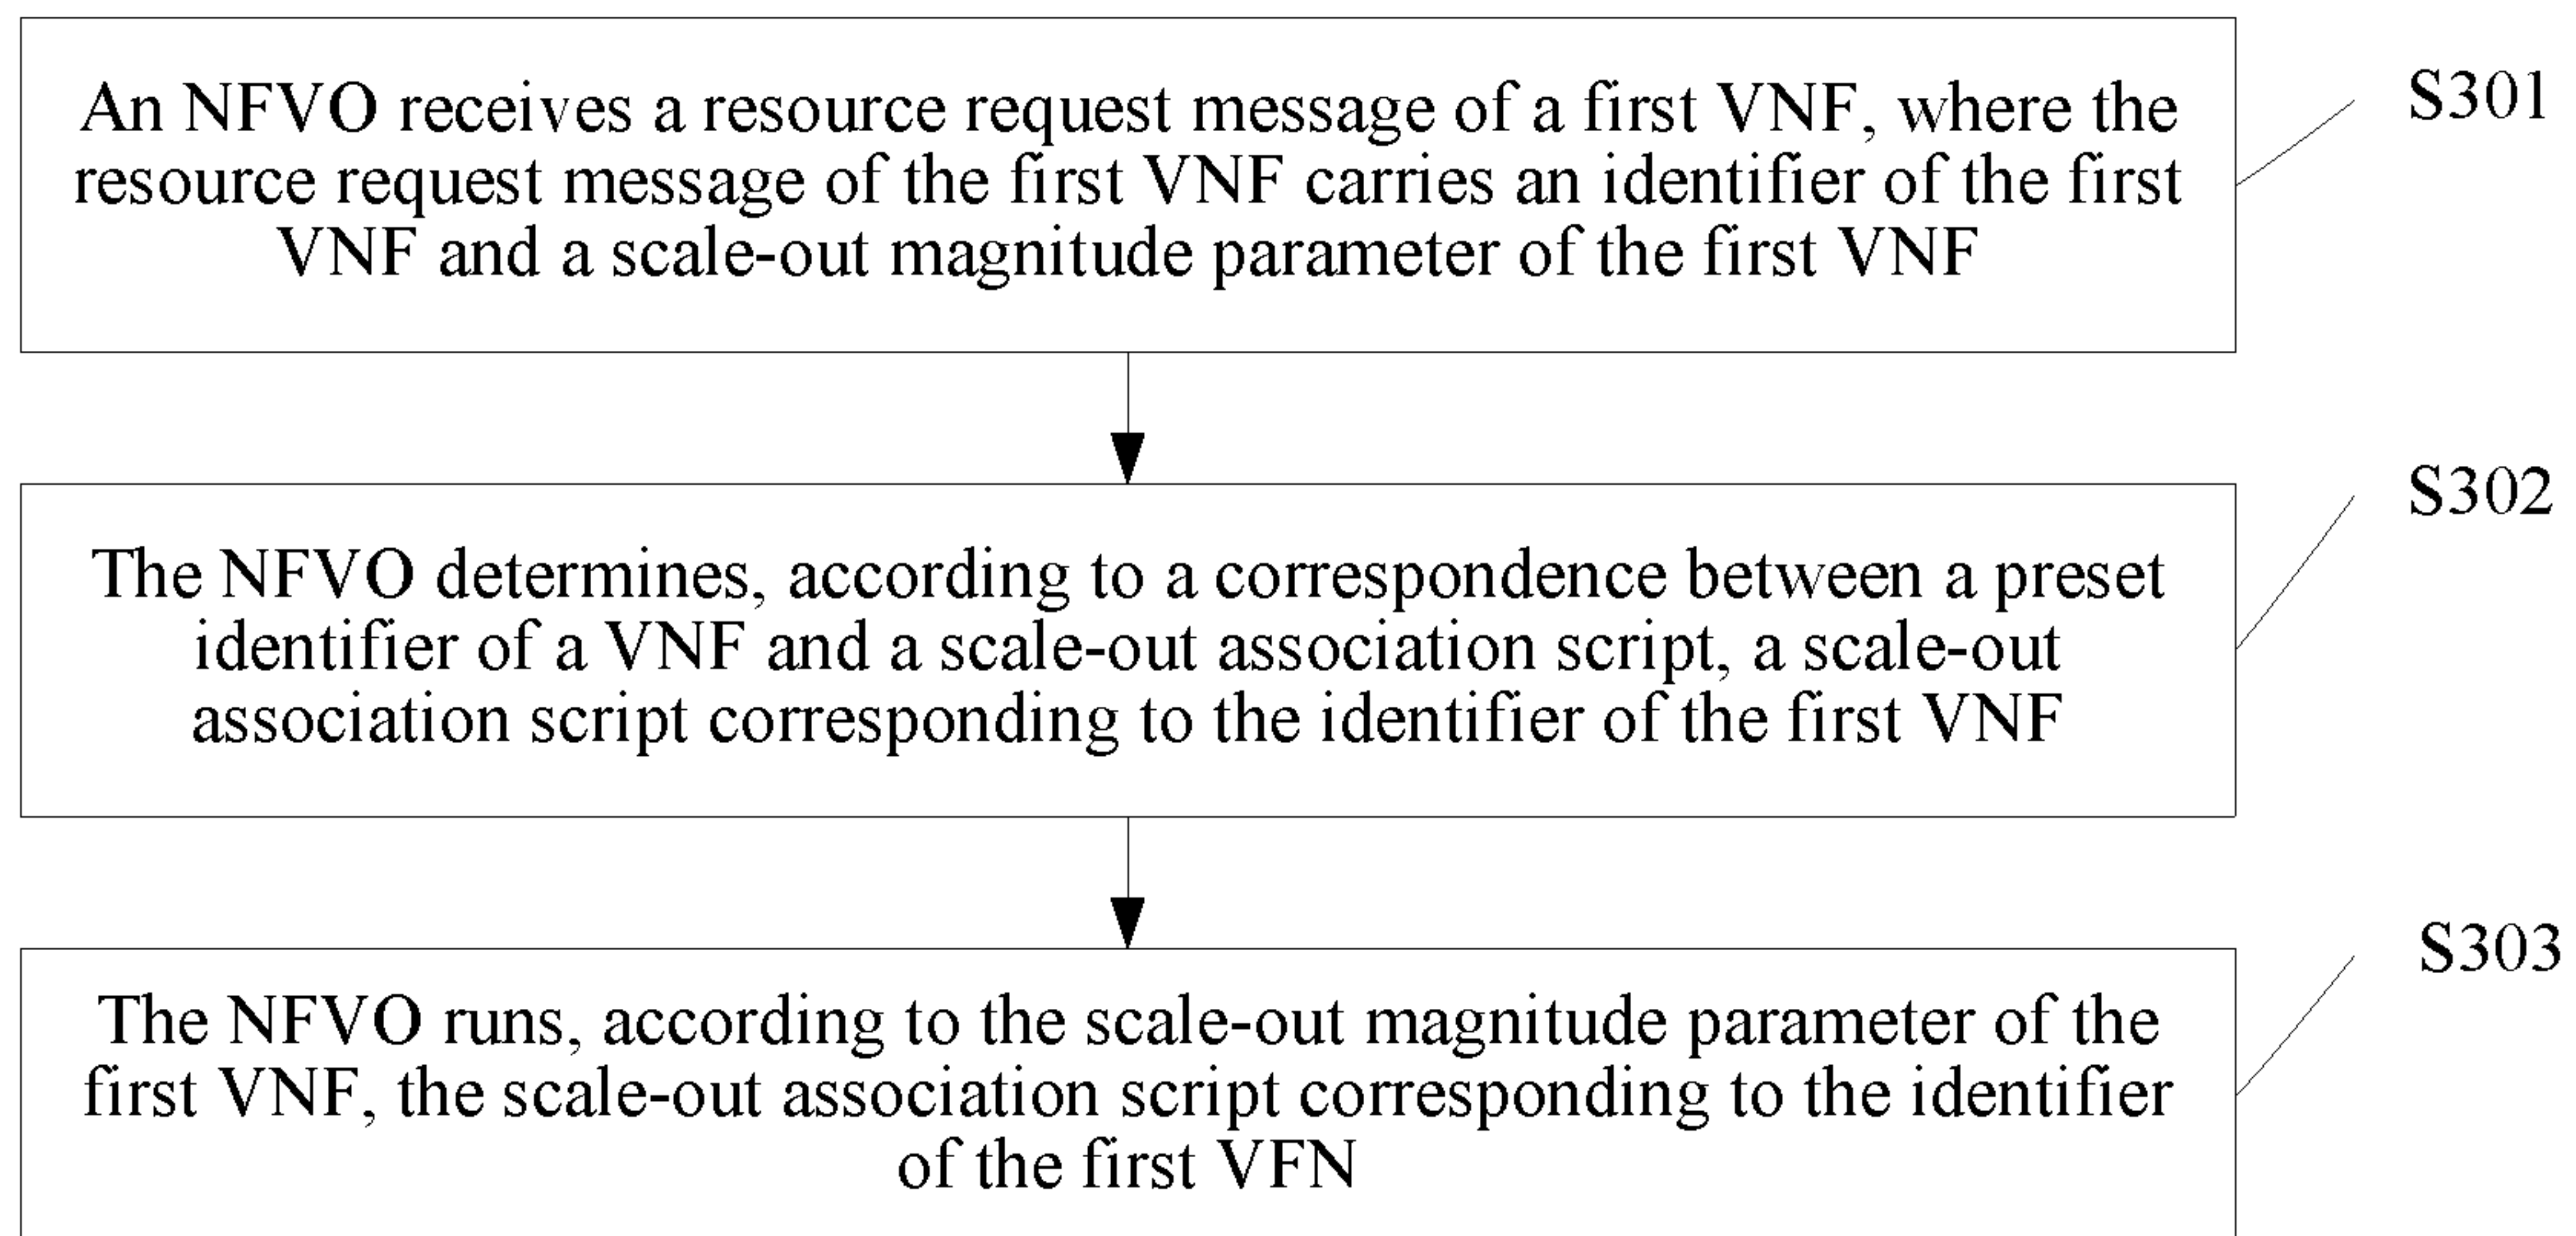 An NFVO receives a resource request message of a first VNF, where the
resource request message of the first VNF carries an identifier of the first
VNF and a scale-out magnitude parameter of the first VNF
S301
The NFVO determines, according to a correspondence between a preset
identifier of a VNF and a scale-out association script, a scale-out
association script corresponding to the identifier of the first VNF
S302
The NFVO runs, according to the scale-out magnitude parameter of the
first VNF, the scale-out association script corresponding to the identifier
of the first VFN
S303